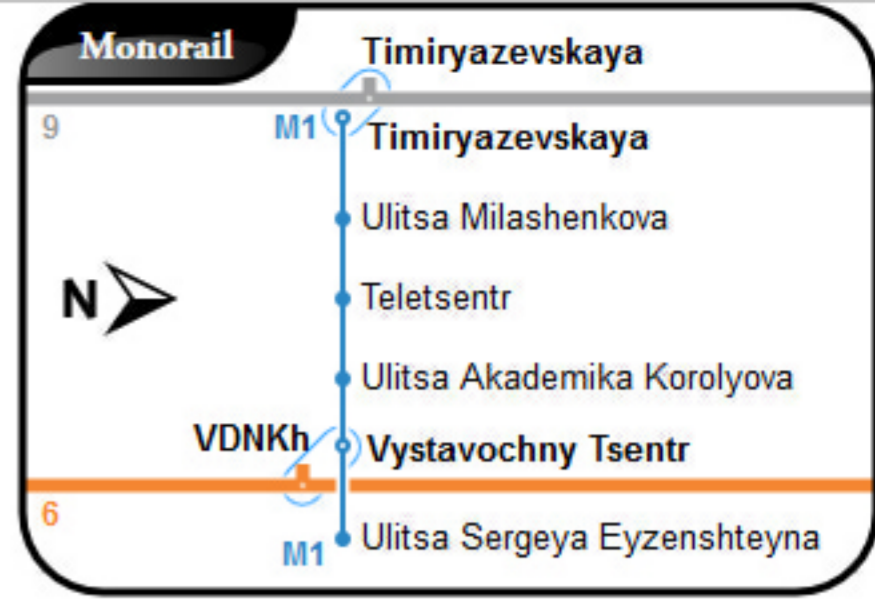 Monorail
Timiryazevskaya
9
M1
Timiryazevskaya
Ulitsa Milashenkova
N
Teletsentr
Ulitsa Akademika Korolyova
VDNKh
Vystavochny Tsentr
6
M1
Ulitsa Sergeya Eyzenshteyna